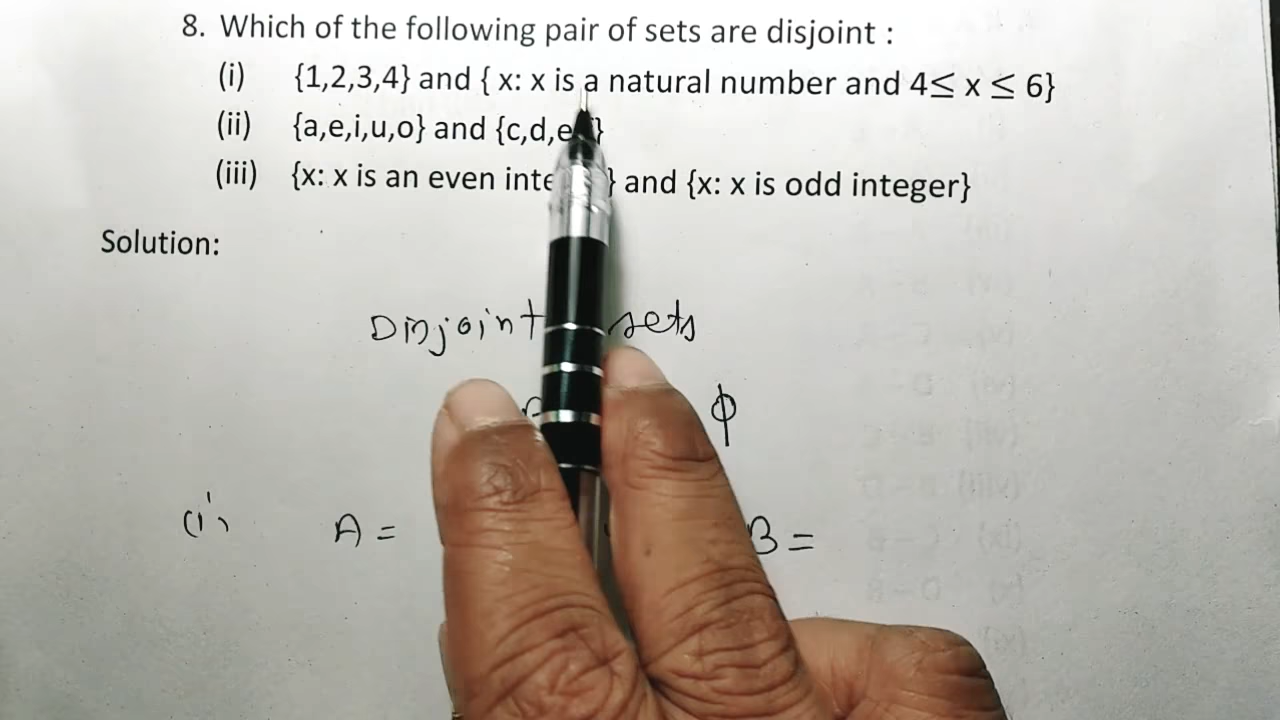 8. Which of the following pair of sets are disjoint :
(i) {1,2,3,4} and { x: x is a natural number and 4≤ x ≤ 6}
(ii) {a,e,i,u,o} and {c,d,e }
(iii) {x: x is an even inte } and {x: x is odd integer}
Solution:
Disjoint sets
ϕ
(i) A = B =